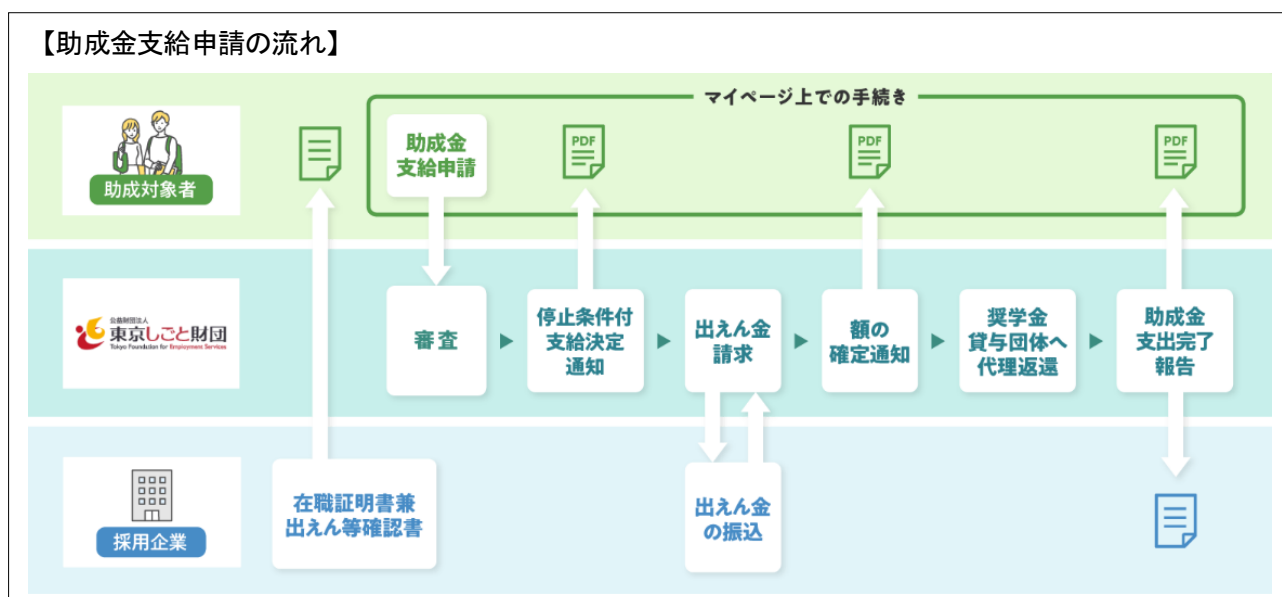 【助成金支給申請の流れ】
マイページ上での手続き
助成対象者
助成金
支給申請
PDF
PDF
PDF
公益財団法人
東京しごと財団
Tokyo Foundation for Employment Services
審査
停止条件付
支給決定
通知
出えん金
請求
額の
確定通知
奨学金
貸与団体へ
代理返還
助成金
支出完了
報告
採用企業
在職証明書兼
出えん等確認書
出えん金
の振込